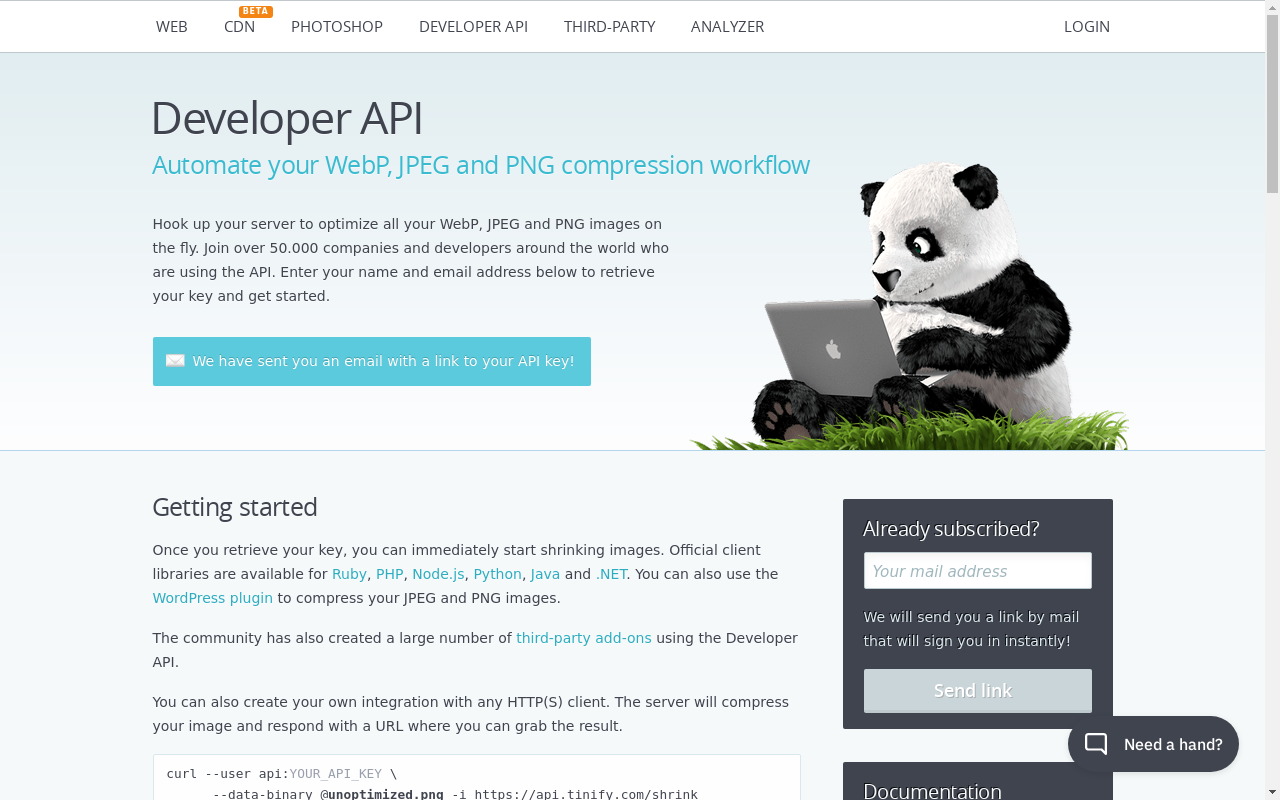 WEB
CDN
BETA
PHOTOSHOP
DEVELOPER API
THIRD-PARTY
ANALYZER
LOGIN
Developer API
Automate your WebP, JPEG and PNG compression workflow
Hook up your server to optimize all your WebP, JPEG and PNG images on
the fly. Join over 50.000 companies and developers around the world who
are using the API. Enter your name and email address below to retrieve
your key and get started.
We have sent you an email with a link to your API key!
Getting started
Once you retrieve your key, you can immediately start shrinking images. Official client
libraries are available for Ruby, PHP, Node.js, Python, Java and .NET. You can also use the
WordPress plugin to compress your JPEG and PNG images.
The community has also created a large number of third-party add-ons using the Developer
API.
You can also create your own integration with any HTTP(S) client. The server will compress
your image and respond with a URL where you can grab the result.
curl --user api:YOUR_API_KEY \
--data-binary @unoptimized.png -i https://api.tinify.com/shrink
Already subscribed?
Your mail address
We will send you a link by mail
that will sign you in instantly!
Send link
Need a hand?
Documentation